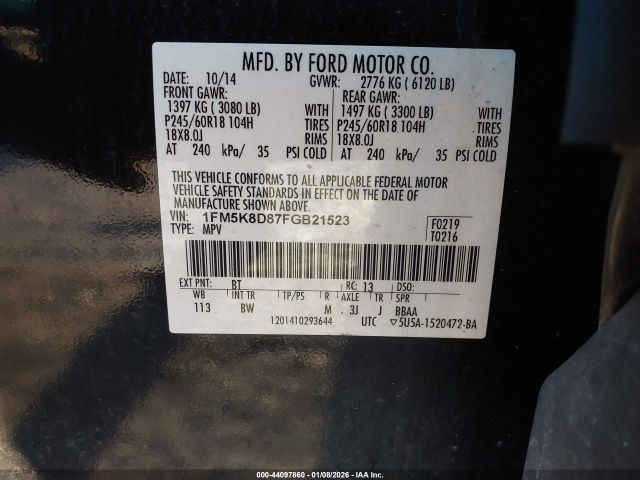 MFD. BY FORD MOTOR CO.
DATE: 10/14 GVWR: 2776 KG ( 6120 LB)
FRONT GAWR: REAR GAWR:
1397 KG ( 3080 LB) WITH 1497 KG ( 3300 LB) WITH
P245/60R18 104H TIRES P245/60R18 104H TIRES
18X8.0J RIMS 18X8.0J RIMS
AT 240 kPa/ 35 PSI COLD AT 240 kPa/ 35 PSI COLD
THIS VEHICLE CONFORMS TO ALL APPLICABLE FEDERAL MOTOR
VEHICLE SAFETY STANDARDS IN EFFECT ON THE DATE OF
MANUFACTURE SHOWN ABOVE.
VIN: 1FM5K8D87FGB21523 F0219
TYPE: MPV T0216
EXT PNT: BT RC: 13 DSO:
WB INT TR TP/PS R AXLE TR SPR
113 BW M . 3J J BBAA
1201410293644 UTC ▽5U5A-1520472-BA
000-44097860 - 01/08/2026 - IAA Inc.